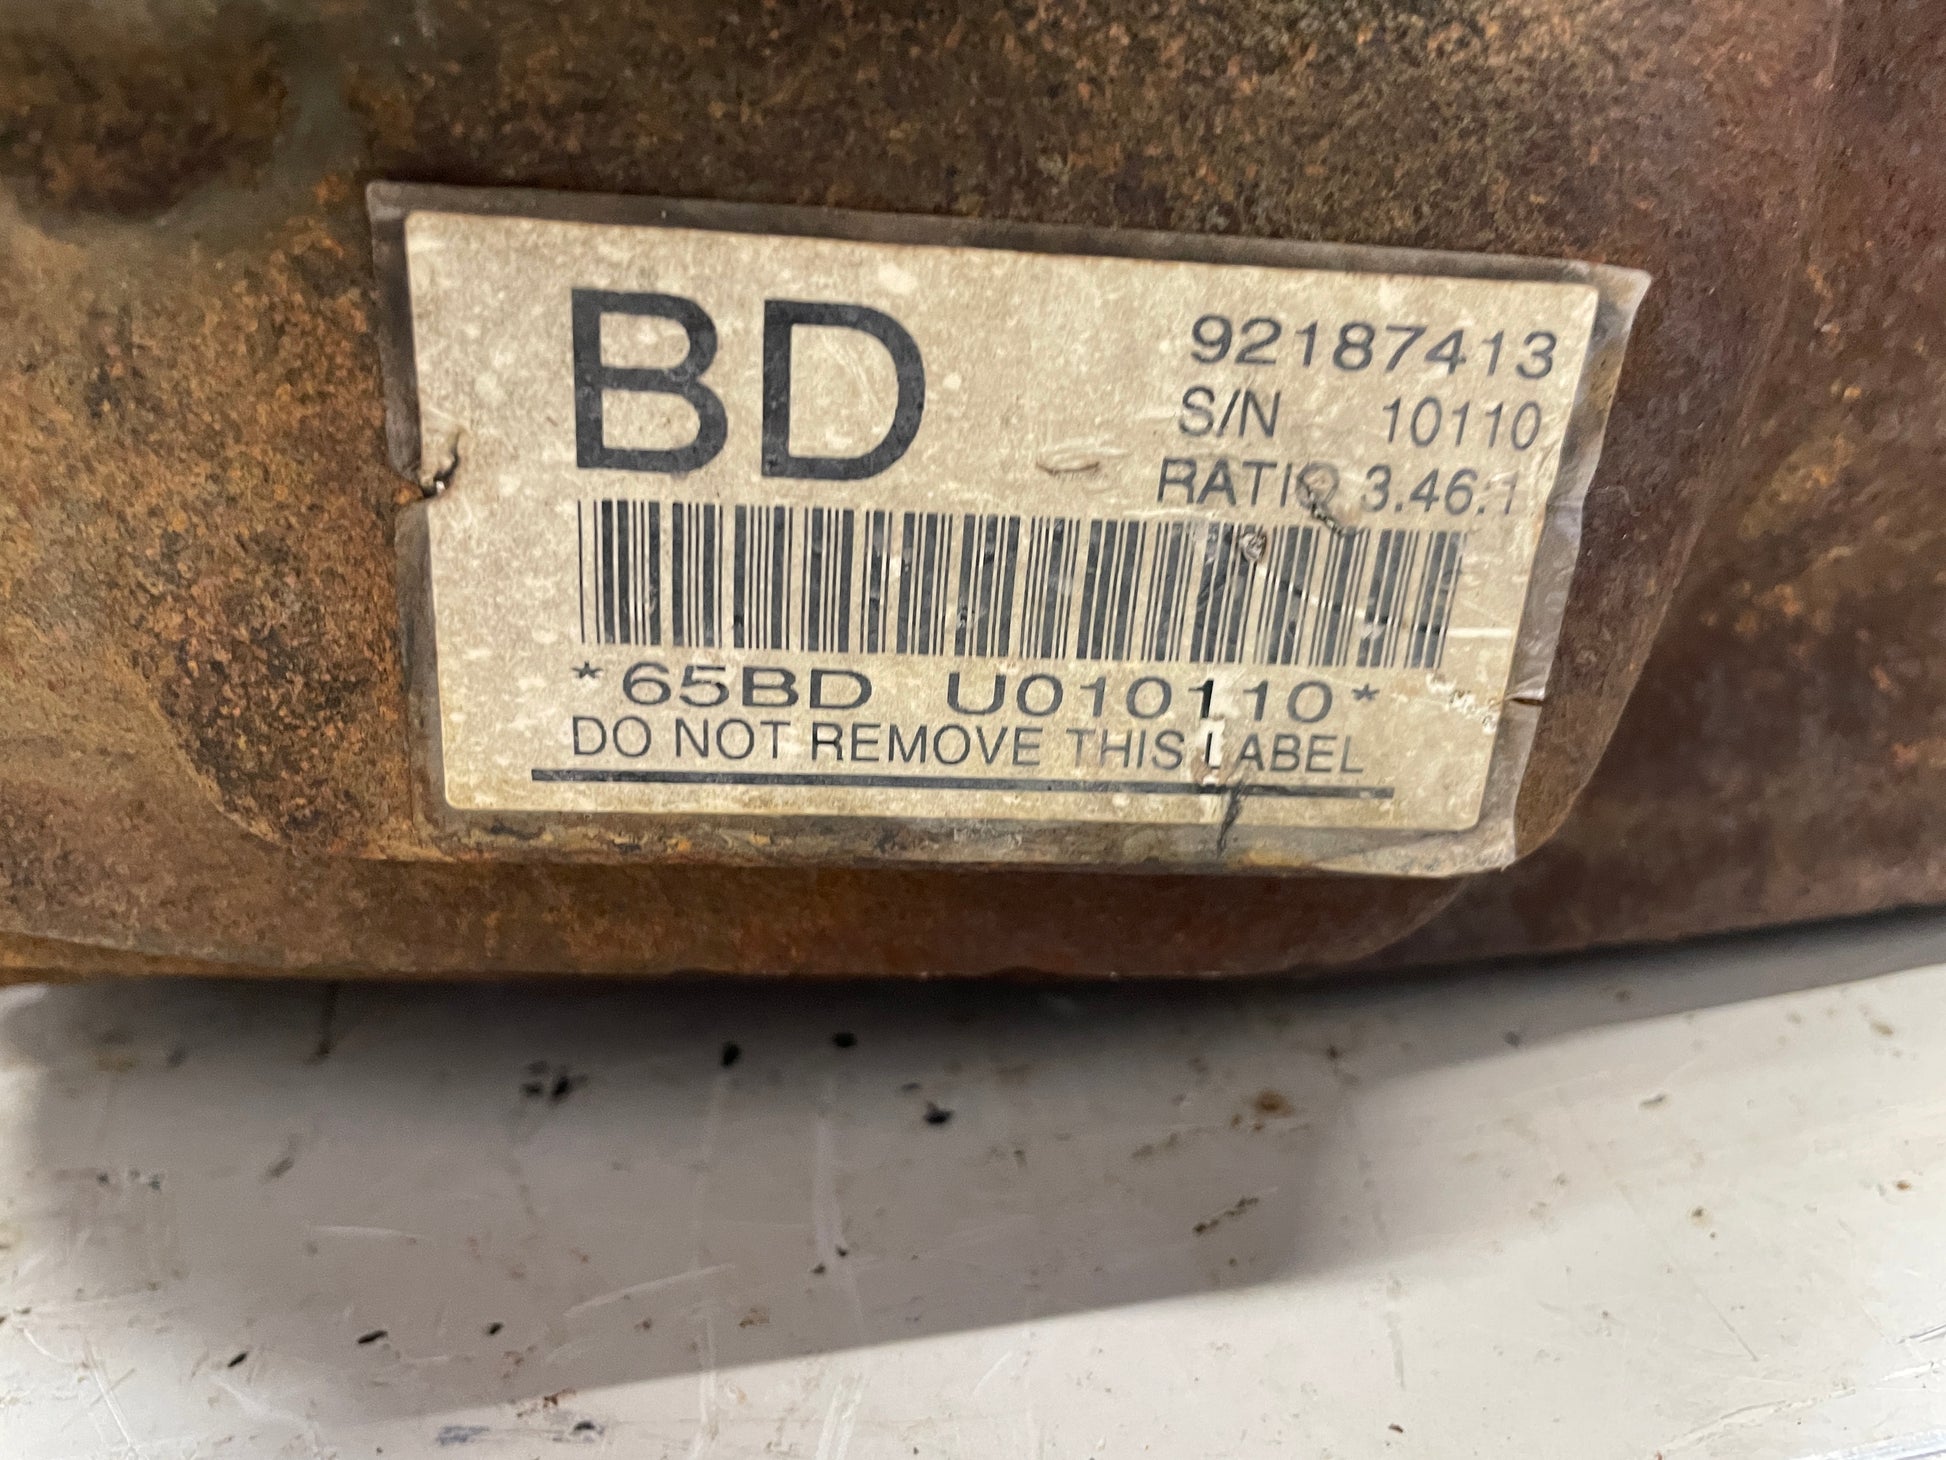 BD
92187413
S/N 10110
RATIO 3.46:1
*65BD U010110*
DO NOT REMOVE THIS LABEL